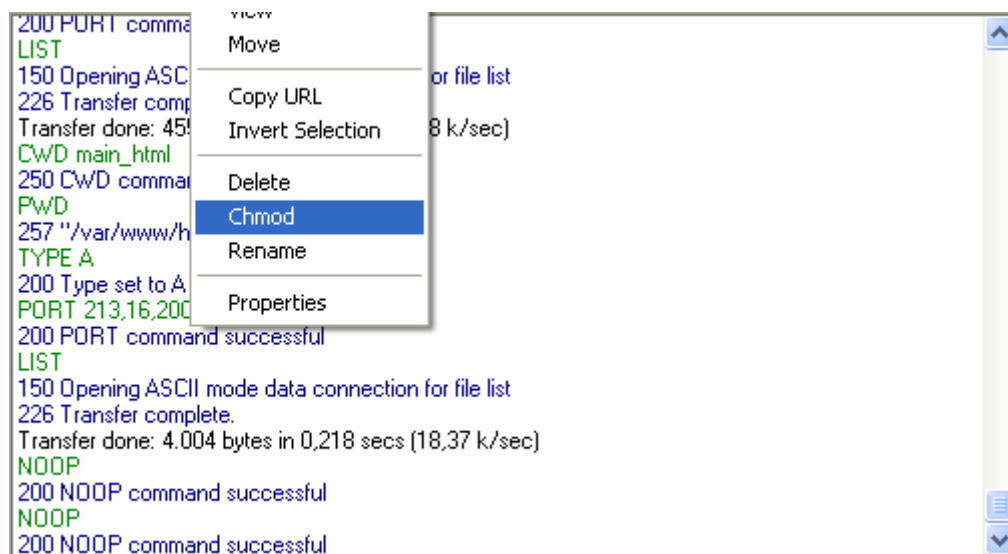 View
200 PORT comma
Move
LIST
150 Opening ASC
or file list
Copy URL
226 Transfer comp
Transfer done: 455
8 k/sec)
Invert Selection
CWD main_html
250 CWD comman
Delete
PWD
Chmod
257 "/var/www/h
Rename
TYPE A
200 Type set to A
Properties
PORT 213,16,200
200 PORT command successful
LIST
150 Opening ASCII mode data connection for file list
226 Transfer complete.
Transfer done: 4.004 bytes in 0,218 secs (18,37 k/sec)
NOOP
200 NOOP command successful
NOOP
200 NOOP command successful